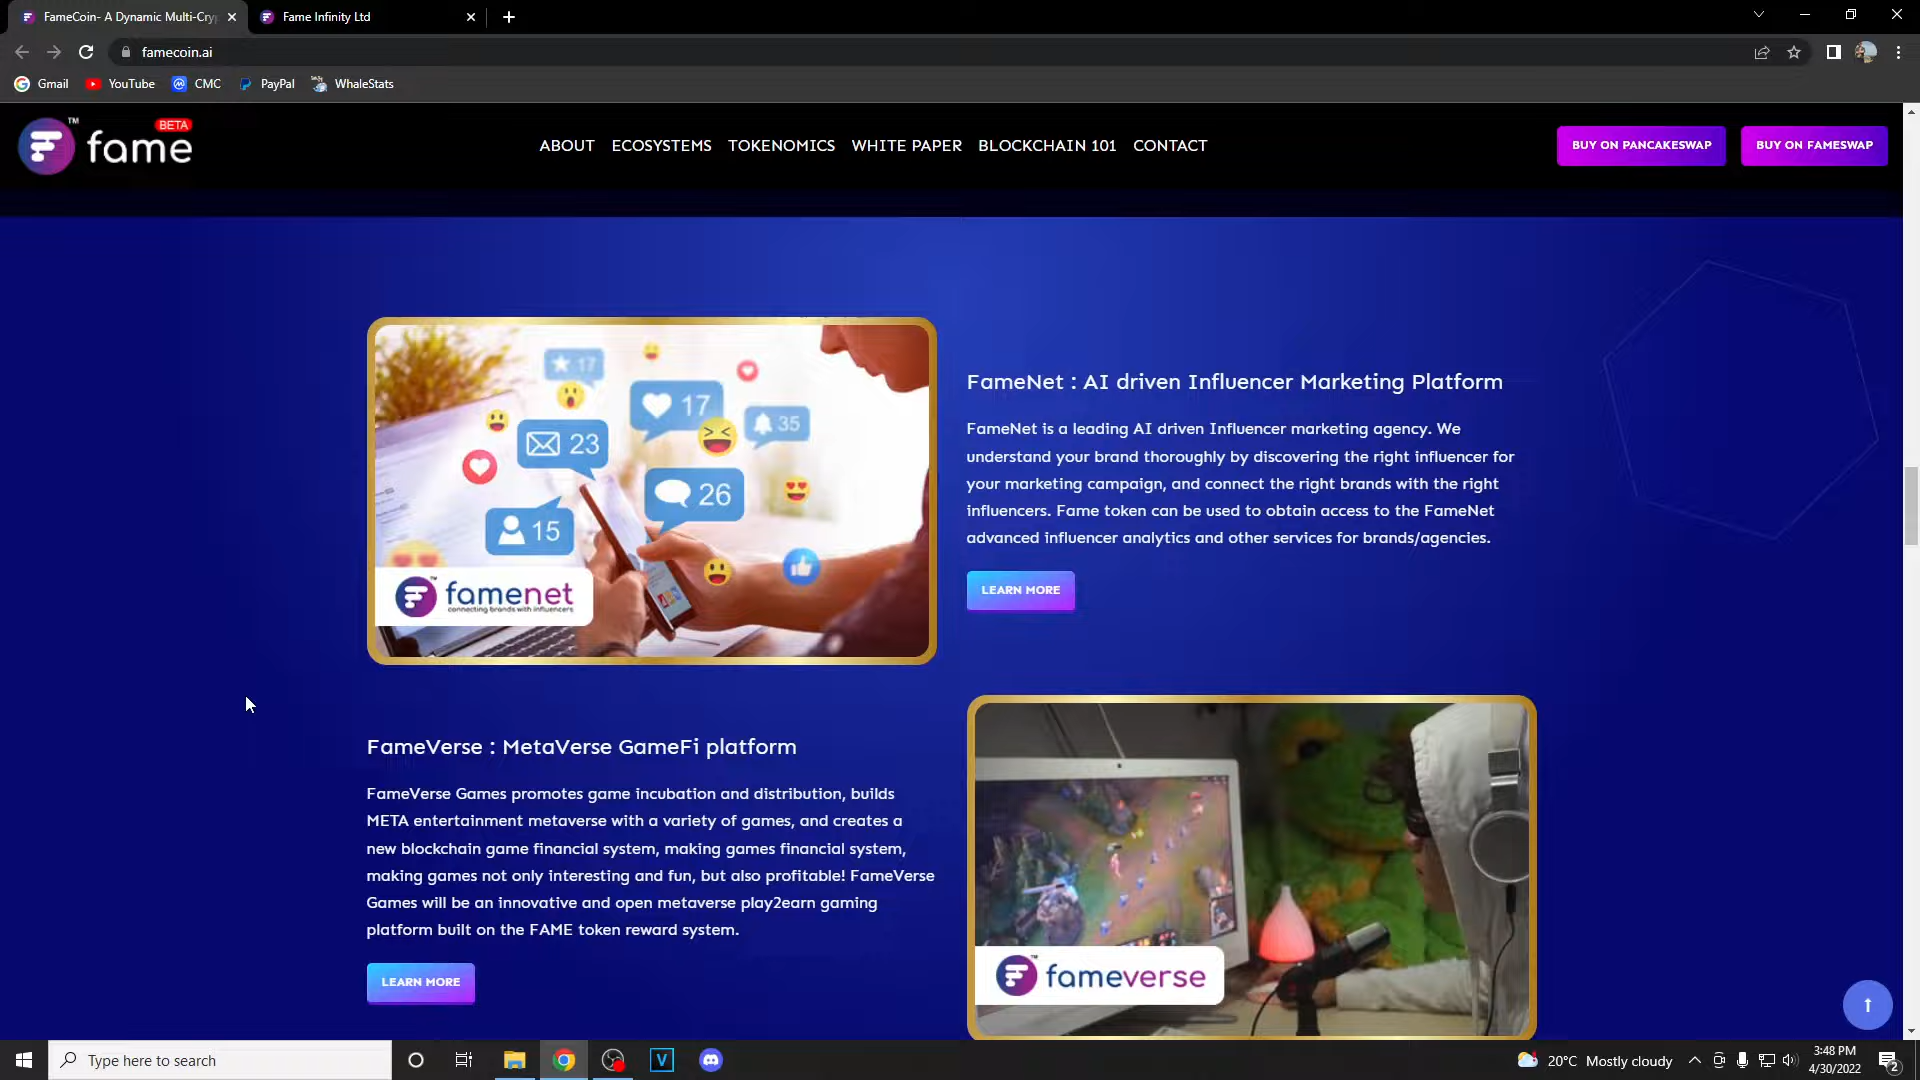 FameCoin- A Dynamic Multi-Cry
Fame Infinity Ltd
famecoin.ai
Gmail
YouTube
CMC
PayPal
WhaleStats
F
™
fame
BETA
ABOUT
ECOSYSTEMS
TOKENOMICS
WHITE PAPER
BLOCKCHAIN 101
CONTACT
BUY ON PANCAKESWAP
BUY ON FAMESWAP
17
17
35
23
26
15
famenet
connecting brands with influencers
FameNet : AI driven Influencer Marketing Platform
FameNet is a leading AI driven Influencer marketing agency. We
understand your brand thoroughly by discovering the right influencer for
your marketing campaign, and connect the right brands with the right
influencers. Fame token can be used to obtain access to the FameNet
advanced influencer analytics and other services for brands/agencies.
LEARN MORE
FameVerse : MetaVerse GameFi platform
FameVerse Games promotes game incubation and distribution, builds
META entertainment metaverse with a variety of games, and creates a
new blockchain game financial system, making games financial system,
making games not only interesting and fun, but also profitable! FameVerse
Games will be an innovative and open metaverse play2earn gaming
platform built on the FAME token reward system.
LEARN MORE
fameverse
Type here to search
V
20°C Mostly cloudy
3:48 PM
4/30/2022
2